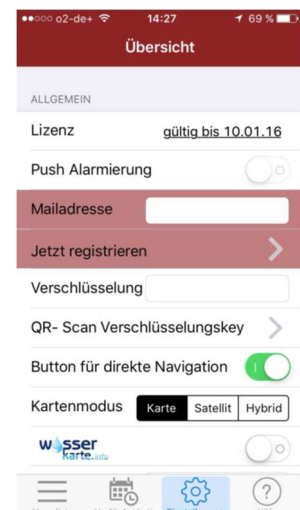 o2-de+ 14:27 69 %
Übersicht
ALLGEMEIN
Lizenz gültig bis 10.01.16
Push Alarmierung
Mailadresse
Jetzt registrieren
Verschlüsselung
QR- Scan Verschlüsselungskey
Button für direkte Navigation
Kartenmodus Karte Satellit Hybrid
wasser
karte.info